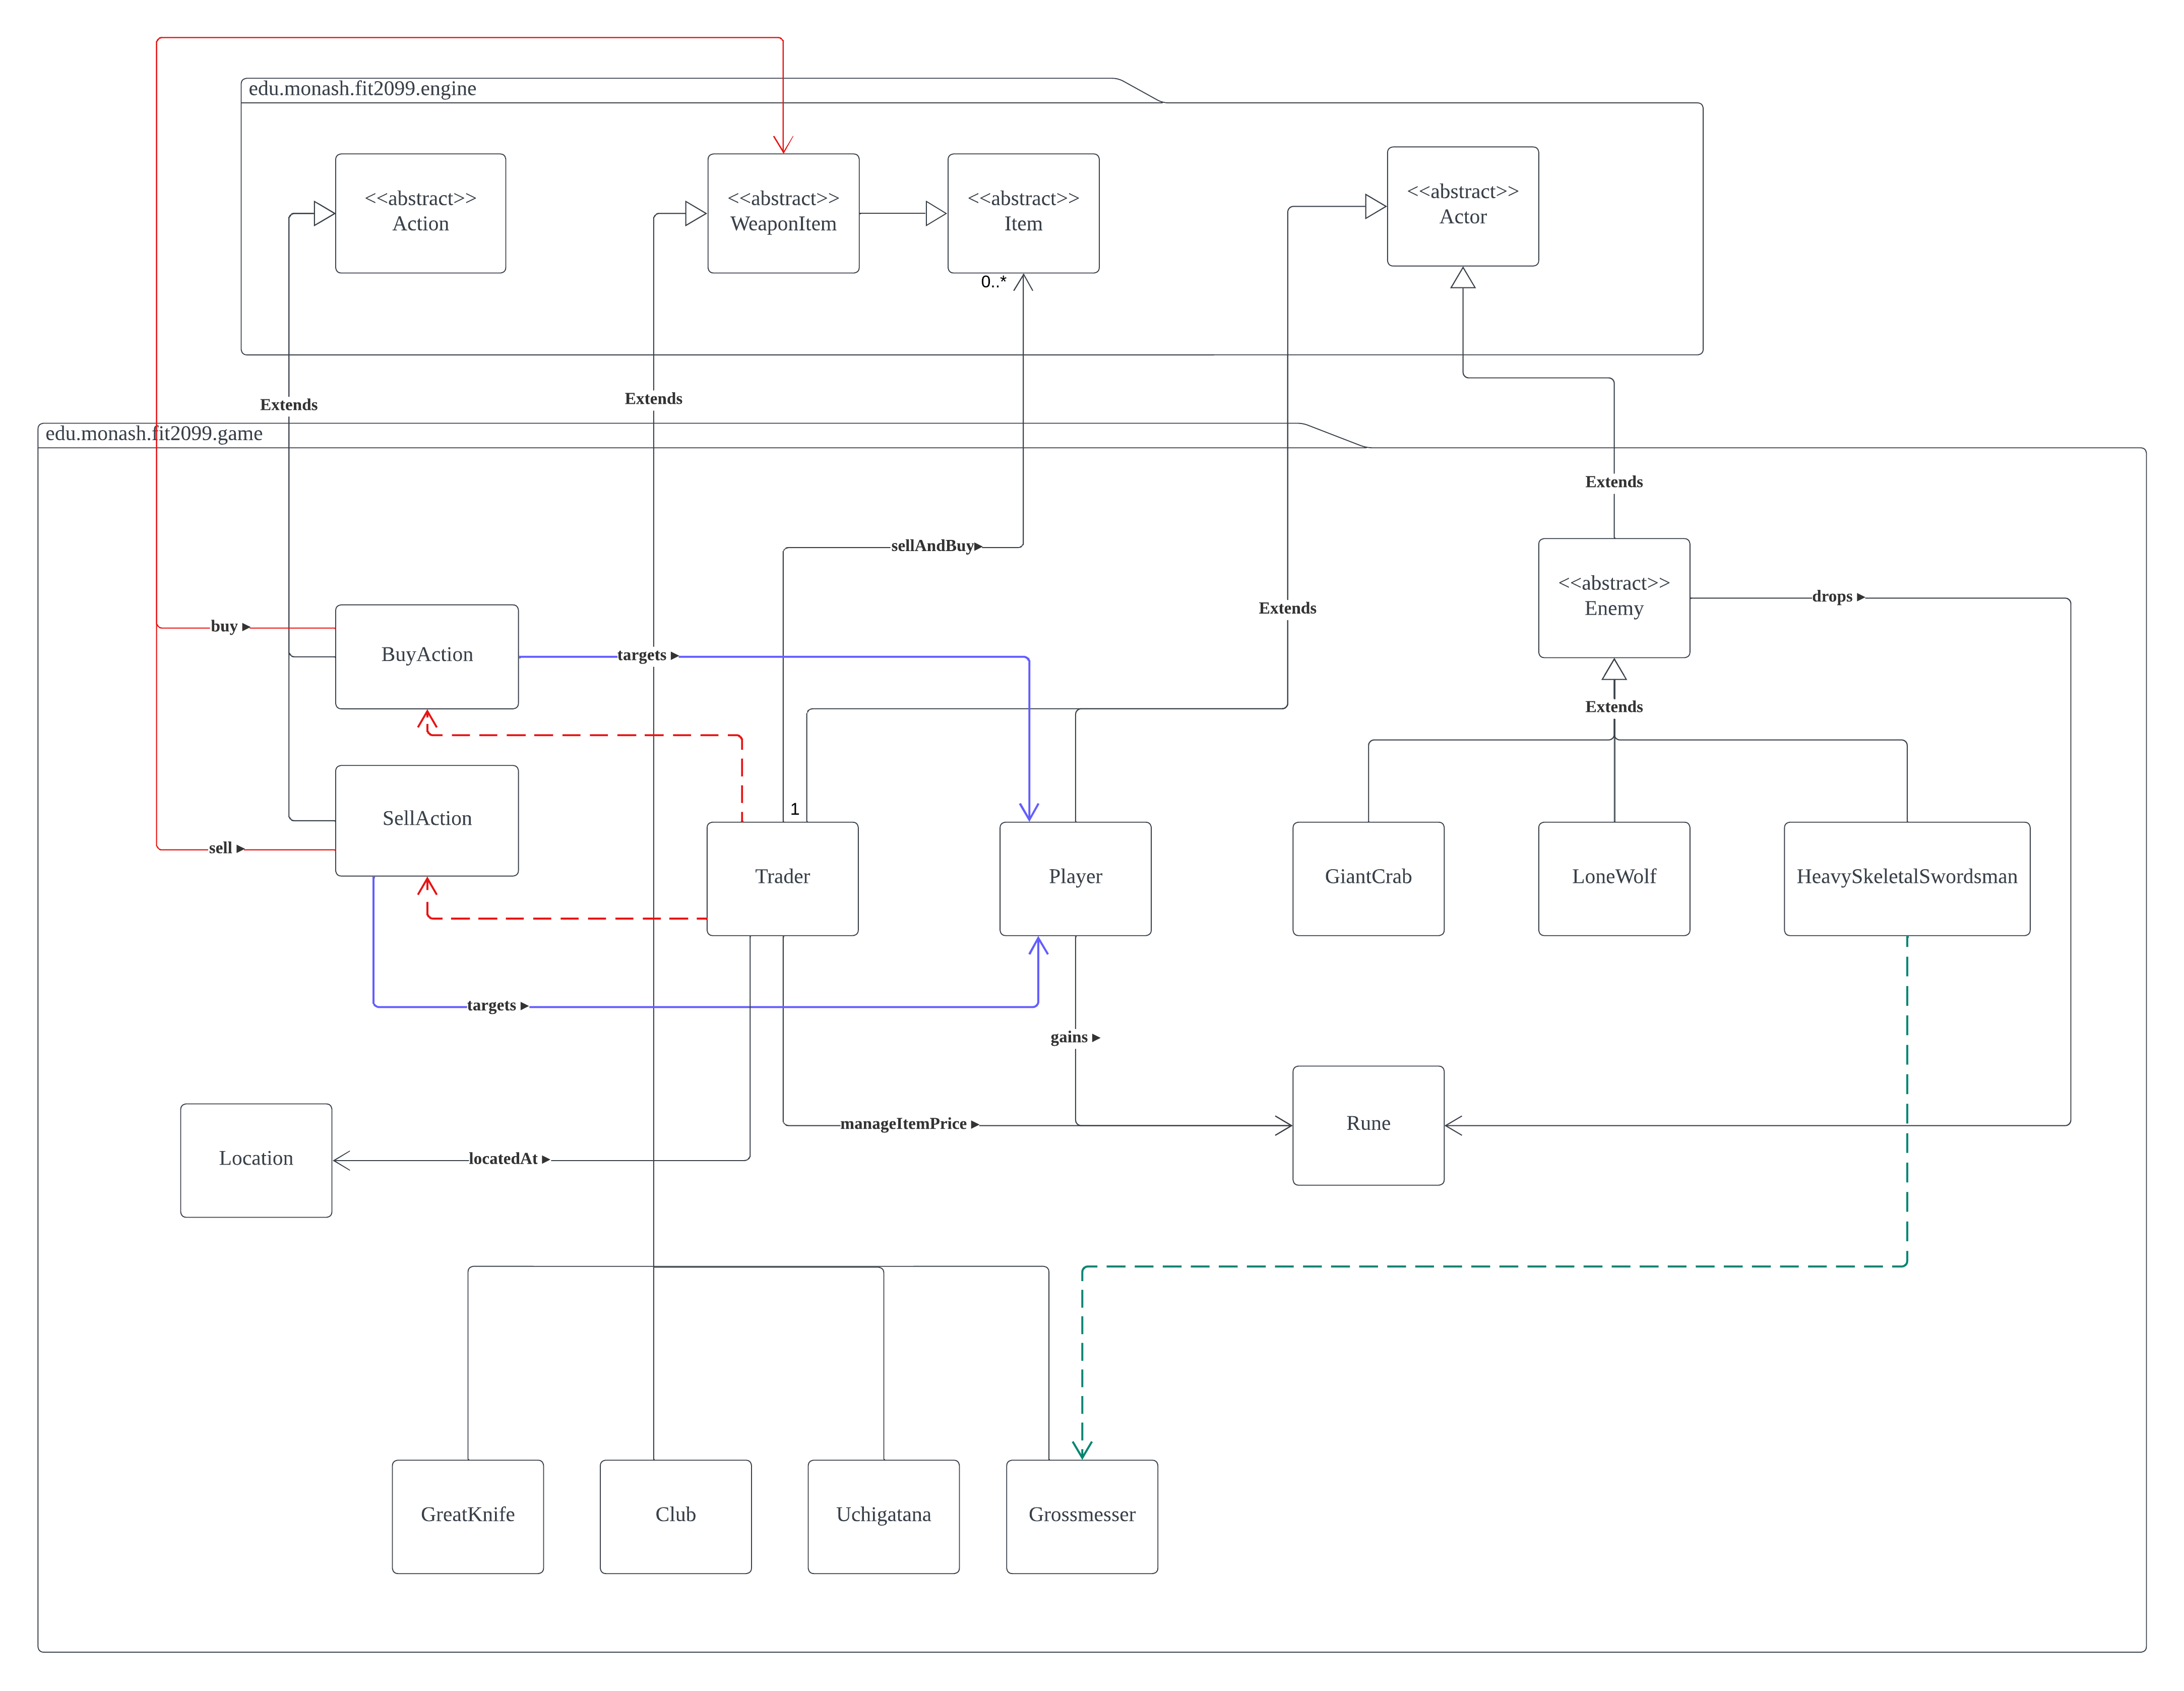 edu.monash.fit2099.engine
<<abstract>>
Action
<<abstract>>
WeaponItem
<<abstract>>
Item
<<abstract>>
Actor
0..*
Extends
Extends
edu.monash.fit2099.game
Extends
sellAndBuy►
<<abstract>>
Enemy
drops ►
Extends
buy ►
BuyAction
targets ►
Extends
1
SellAction
sell ►
Trader
Player
GiantCrab
LoneWolf
HeavySkeletalSwordsman
targets ►
gains ►
manageItemPrice ►
Rune
Location
locatedAt ►
GreatKnife
Club
Uchigatana
Grossmesser